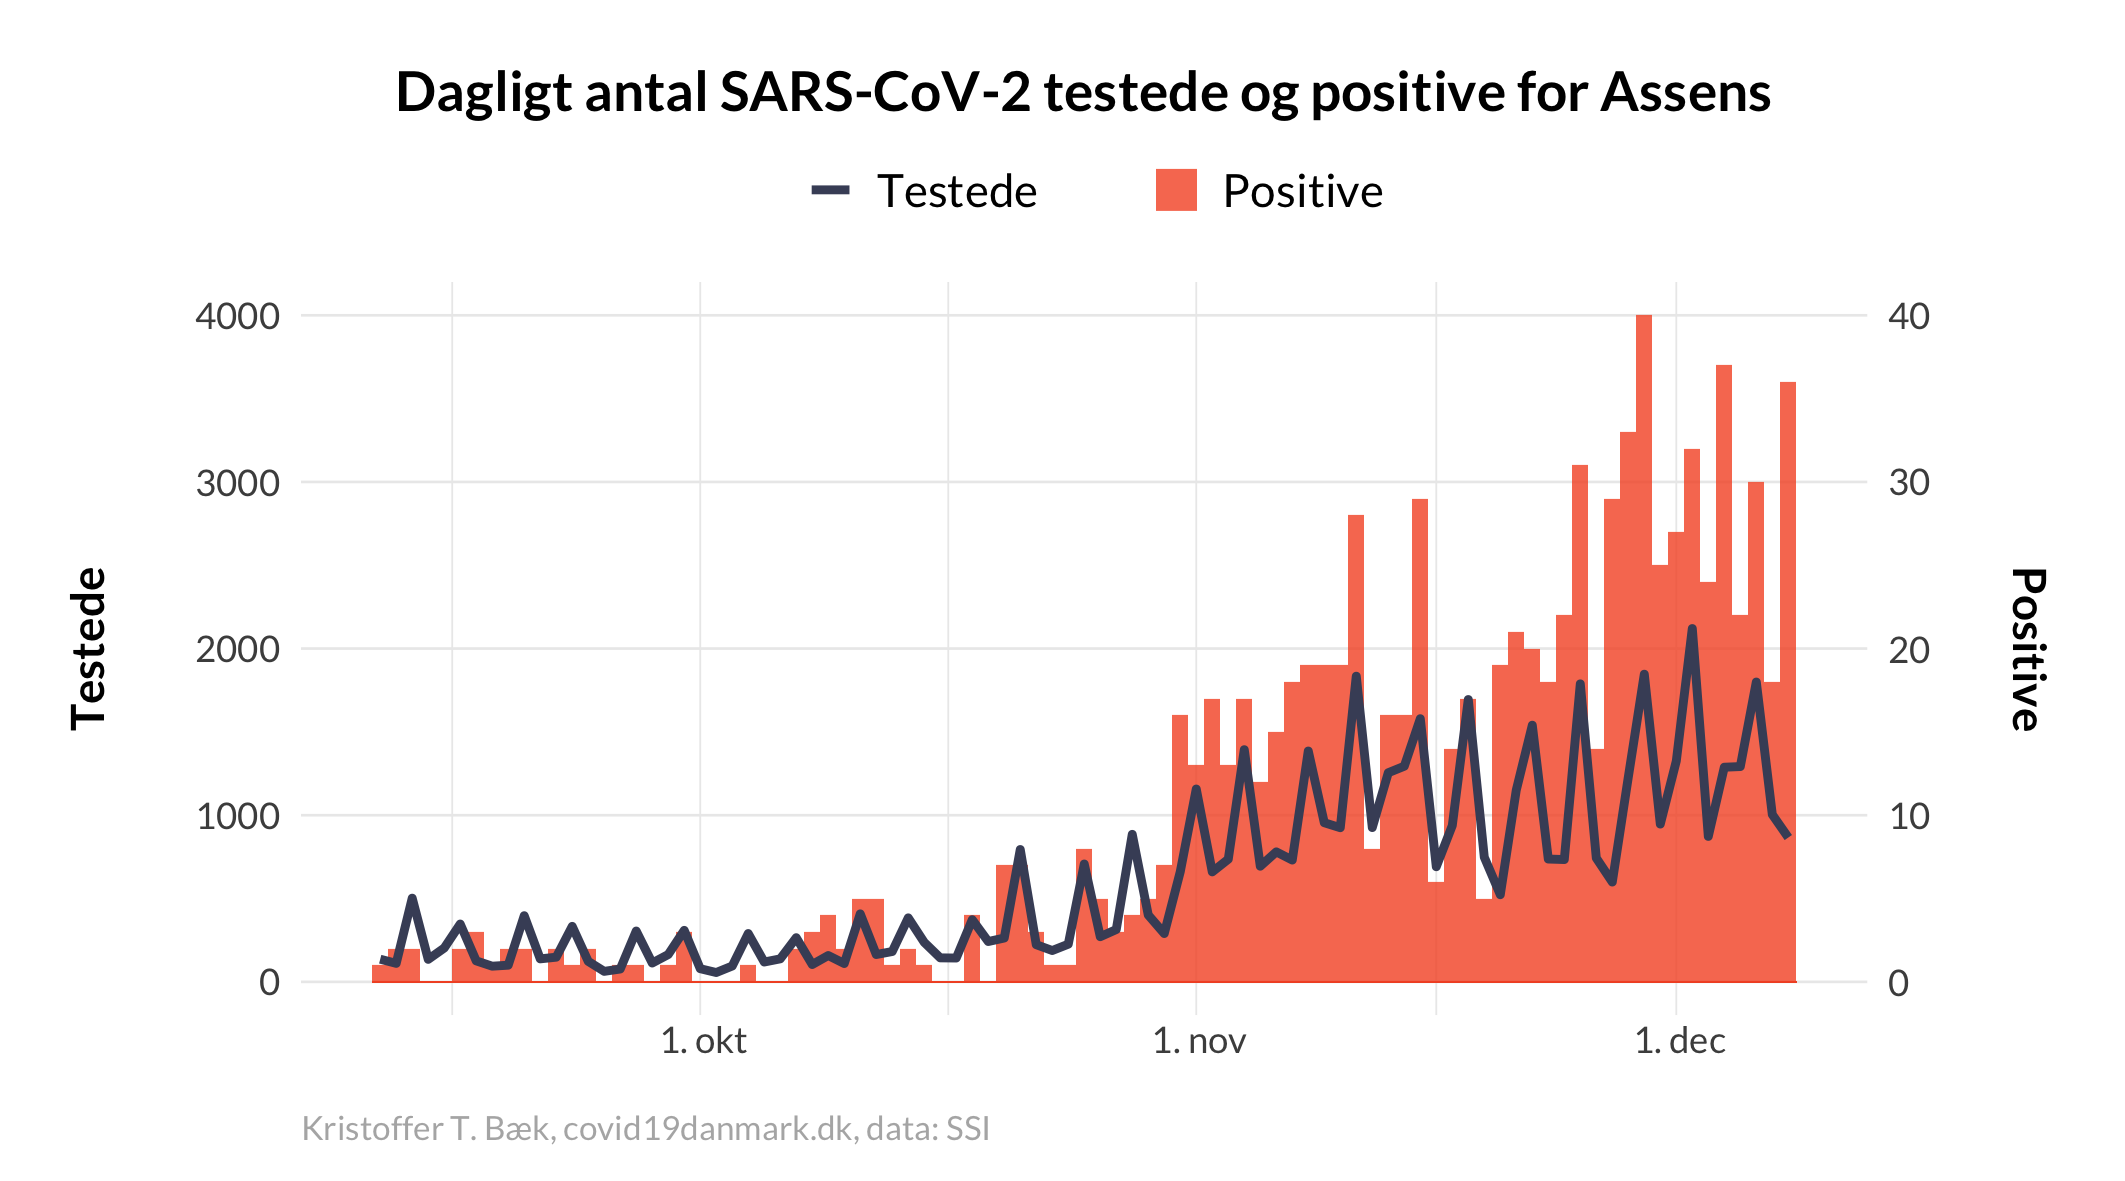 Dagligt antal SARS-CoV-2 testede og positive for Assens
Testede
Positive
4000
3000
2000
1000
0
40
30
20
10
0
Testede
Positive
1. okt
1. nov
1. dec
Kristoffer T. Bæk, covid19danmark.dk, data: SSI